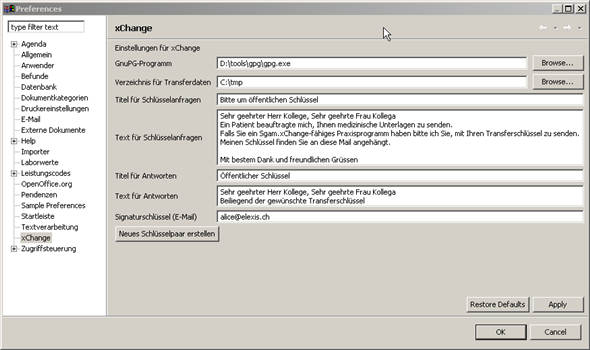 Preferences
type filter text
xChange
Agenda
Allgemein
Anwender
Befunde
Datenbank
Dokumentkategorien
Druckereinstellungen
E-Mail
Externe Dokumente
Help
Importer
Laborwerte
Leistungscodes
OpenOffice.org
Pendenzen
Sample Preferences
Startleiste
Textverarbeitung
xChange
Zugriffsteuerung
Einstellungen für xChange
GnuPG-Programm D:\tools\gpg\gpg.exe Browse...
Verzeichnis für Transferdaten C:\tmp Browse...
Titel für Schlüsselanfragen Bitte um öffentlichen Schlüssel
Text für Schlüsselanfragen
Sehr geehrter Herr Kollege, Sehr geehrte Frau Kollega
Ein Patient beauftragte mich, Ihnen medizinische Unterlagen zu senden.
Falls Sie ein Sgam.xChange-fähiges Praxisprogramm haben bitte ich Sie, mit Ihren Transferschlüssel zu senden.
Meinen Schlüssel finden Sie an diese Mail angehängt.
Mit bestem Dank und freundlichen Grüssen
Titel für Antworten Öffentlicher Schlüssel
Text für Antworten
Sehr geehrter Herr Kollege, Sehr geehrte Frau Kollega
Beiliegend der gewünschte Transferschlüssel
Signaturschlüssel (E-Mail) alice@elexis.ch
Neues Schlüsselpaar erstellen
Restore Defaults Apply
OK Cancel